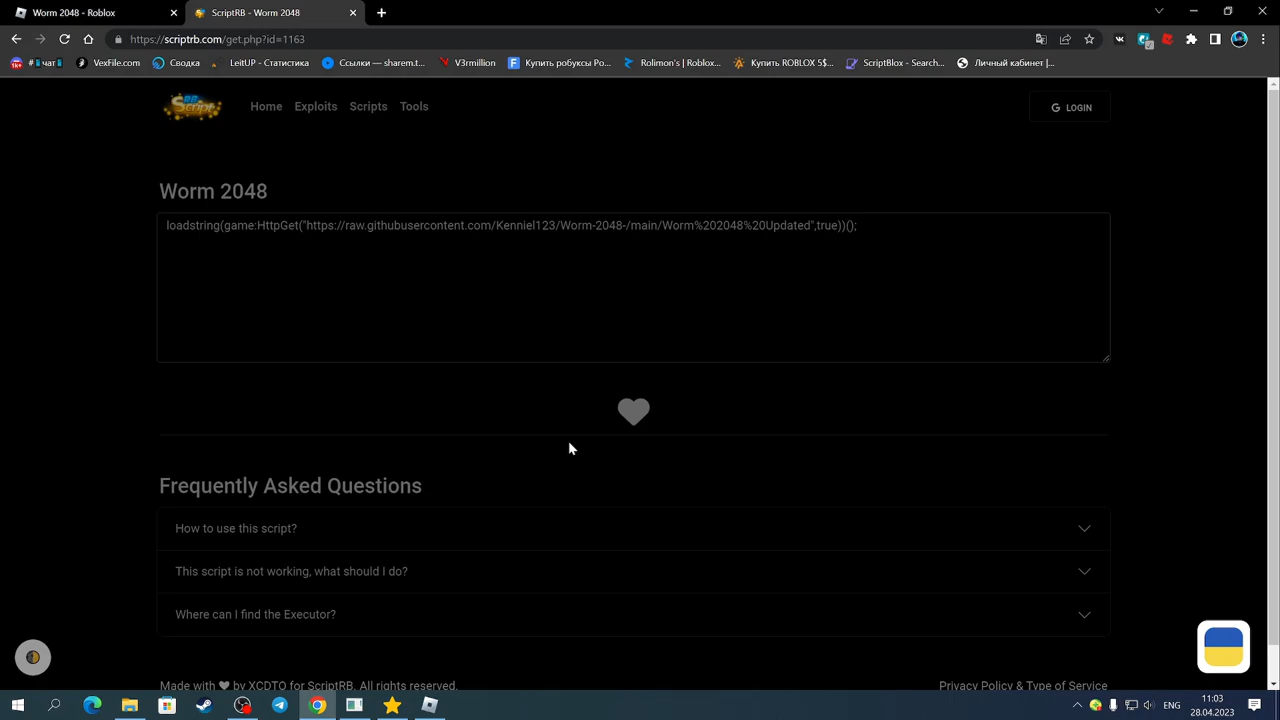 Worm 2048 - Roblox
ScriptRB - Worm 2048
https://scriptrb.com/get.php?id=1163
VexFile.com
Сводка
LeitUP - Статистика
Ссылки — sharem.t...
V3rmillion
Купить робуксы Ро...
Rolimon's | Roblox...
Купить ROBLOX 5$...
ScriptBlox - Search...
Личный кабинет |...
Script
Home
Exploits
Scripts
Tools
LOGIN
Worm 2048
loadstring(game:HttpGet("https://raw.githubusercontent.com/Kenniel123/Worm-2048-/main/Worm%202048%20Updated",true))();
Frequently Asked Questions
How to use this script?
This script is not working, what should I do?
Where can I find the Executor?
Made with by XCDTO for ScriptRB. All rights reserved.
Privacy Policy & Type of Service
ENG
11:03
28.04.2023